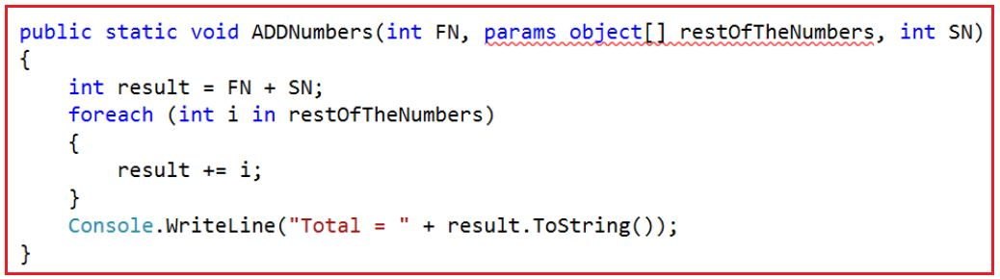 public static void ADDNumbers(int FN, params object[] restOfTheNumbers, int SN)
{
    int result = FN + SN;
    foreach (int i in restOfTheNumbers)
    {
        result += i;
    }
    Console.WriteLine("Total = " + result.ToString());
}